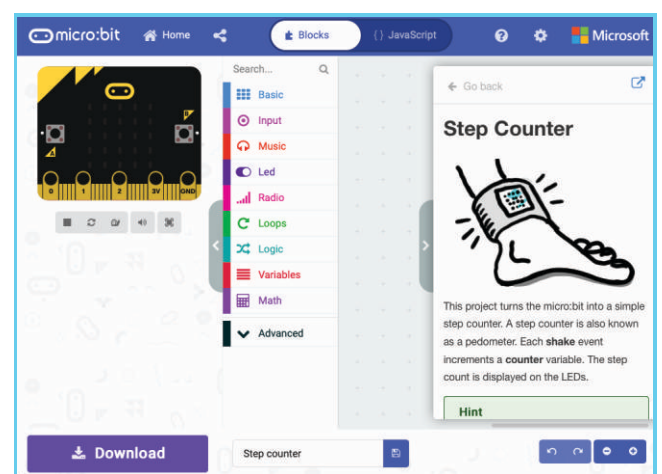 micro:bit Home Blocks {} JavaScript Microsoft
Search...
Basic
Input
Music
Led
Radio
Loops
Logic
Variables
Math
Advanced
A
B
0 1 2 3V GND
Go back
Step Counter
This project turns the micro:bit into a simple
step counter. A step counter is also known
as a pedometer. Each shake event
increments a counter variable. The step
count is displayed on the LEDs.
Hint
Download
Step counter